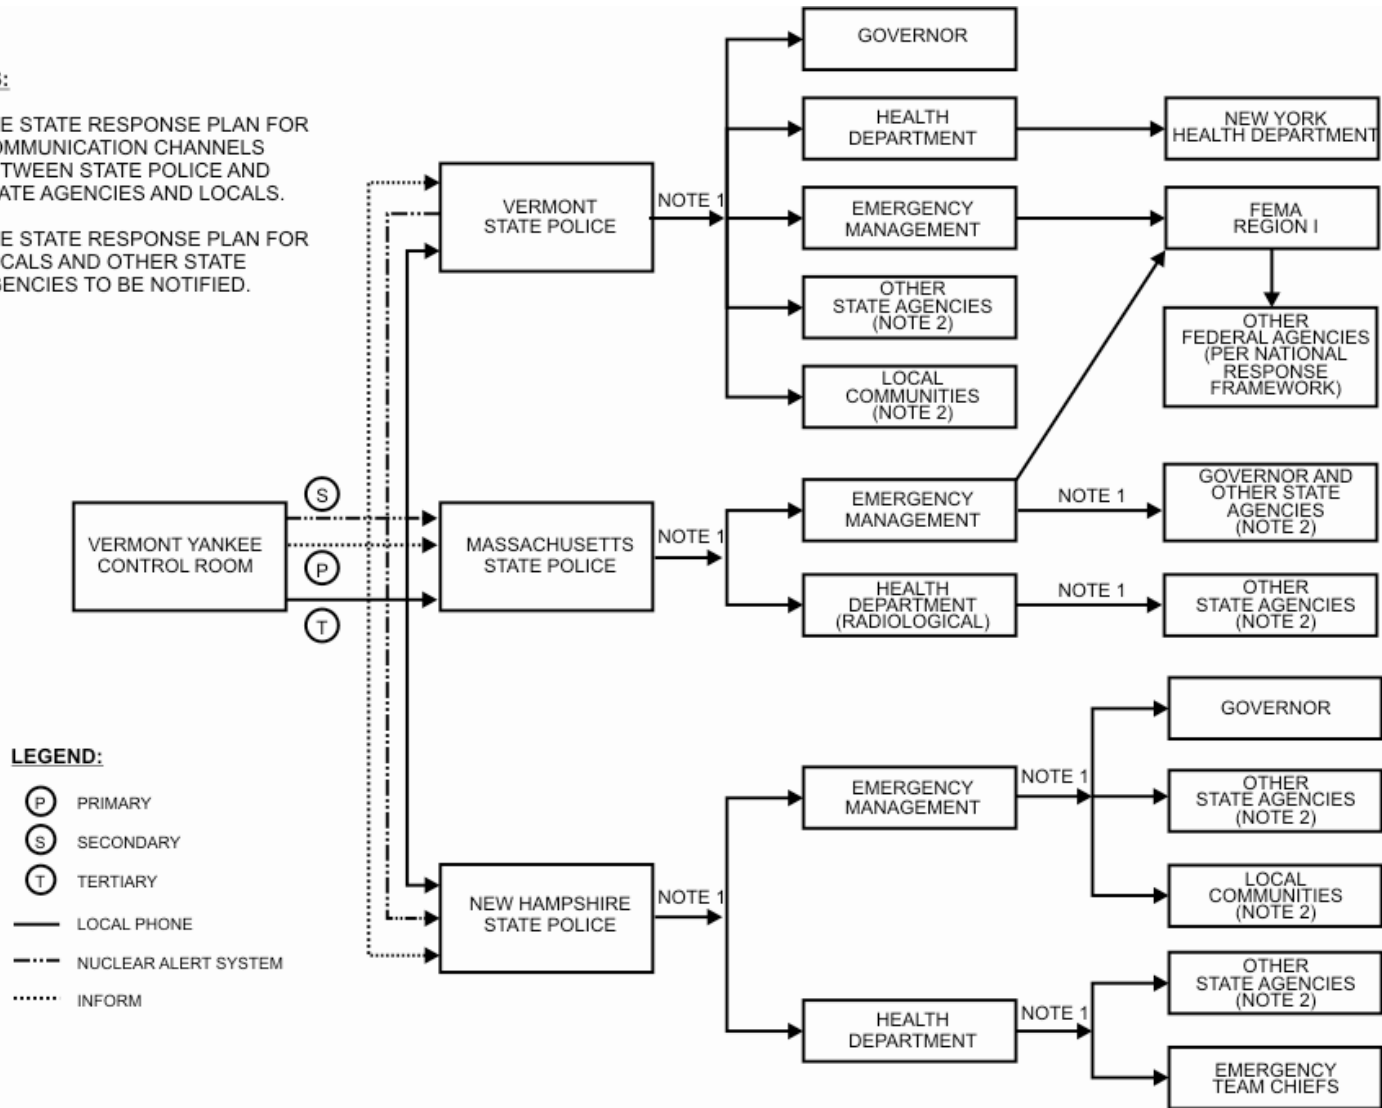 GOVERNOR
HEALTH
DEPARTMENT
NEW YORK
HEALTH DEPARTMENT
STATE RESPONSE PLAN FOR
BETWEEN STATE POLICE AND
AGENCIES AND LOCALS.
STATE RESPONSE PLAN FOR
AND OTHER STATE
TO BE NOTIFIED.
VERMONT
STATE POLICE
NOTE 1
EMERGENCY
MANAGEMENT
FEMA
REGION I
OTHER
STATE AGENCIES
(NOTE 2)
OTHER
FEDERAL AGENCIES
(PER NATIONAL
RESPONSE
FRAMEWORK)
LOCAL
COMMUNITIES
(NOTE 2)
S
P
T
VERMONT YANKEE
CONTROL ROOM
MASSACHUSETTS
STATE POLICE
NOTE 1
EMERGENCY
MANAGEMENT
NOTE 1
GOVERNOR AND
OTHER STATE
AGENCIES
(NOTE 2)
HEALTH
DEPARTMENT
(RADIOLOGICAL)
NOTE 1
OTHER
STATE AGENCIES
(NOTE 2)
NEW HAMPSHIRE
STATE POLICE
NOTE 1
EMERGENCY
MANAGEMENT
NOTE 1
GOVERNOR
OTHER
STATE AGENCIES
(NOTE 2)
LOCAL
COMMUNITIES
(NOTE 2)
HEALTH
DEPARTMENT
NOTE 1
OTHER
STATE AGENCIES
(NOTE 2)
EMERGENCY
TEAM CHIEFS
LEGEND:
P PRIMARY
S SECONDARY
T TERTIARY
LOCAL PHONE
NUCLEAR ALERT SYSTEM
INFORM